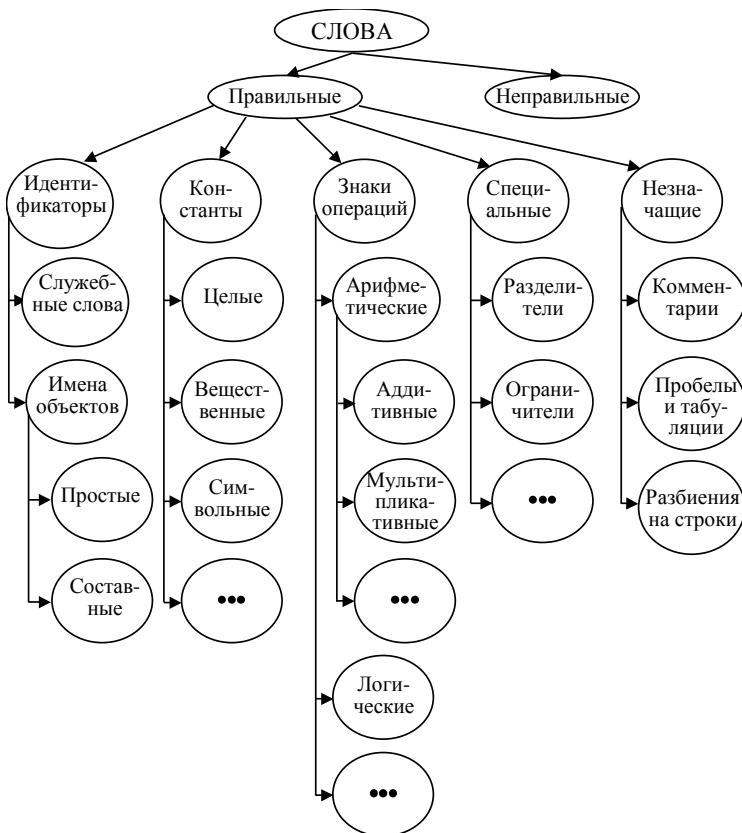 СЛОВА
Правильные
Неправильные
Иденти-
фикаторы
Кон-
станты
Знаки
операций
Специ-
альные
Незна-
чащие
Служеб-
ные слова
Целые
Арифме-
тические
Раздели-
тели
Коммен-
тарии
Имена
объектов
Вещест-
венные
Адди-
тивные
Ограни-
чители
Пробелы
и табу-
ляции
Простые
Сим-
вольные
Мульти-
плика-
тивные
•••
Разбиения
на строки
Состав-
ные
•••
•••
Логи-
ческие
•••